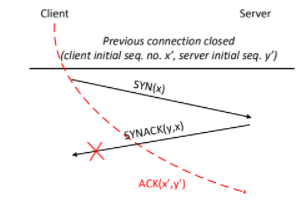 Client
Server
Previous connection closed
(client initial seq. no. x’, server initial seq. y’)
SYN(x)
SYNACK(y,x)
ACK(x’,y’)